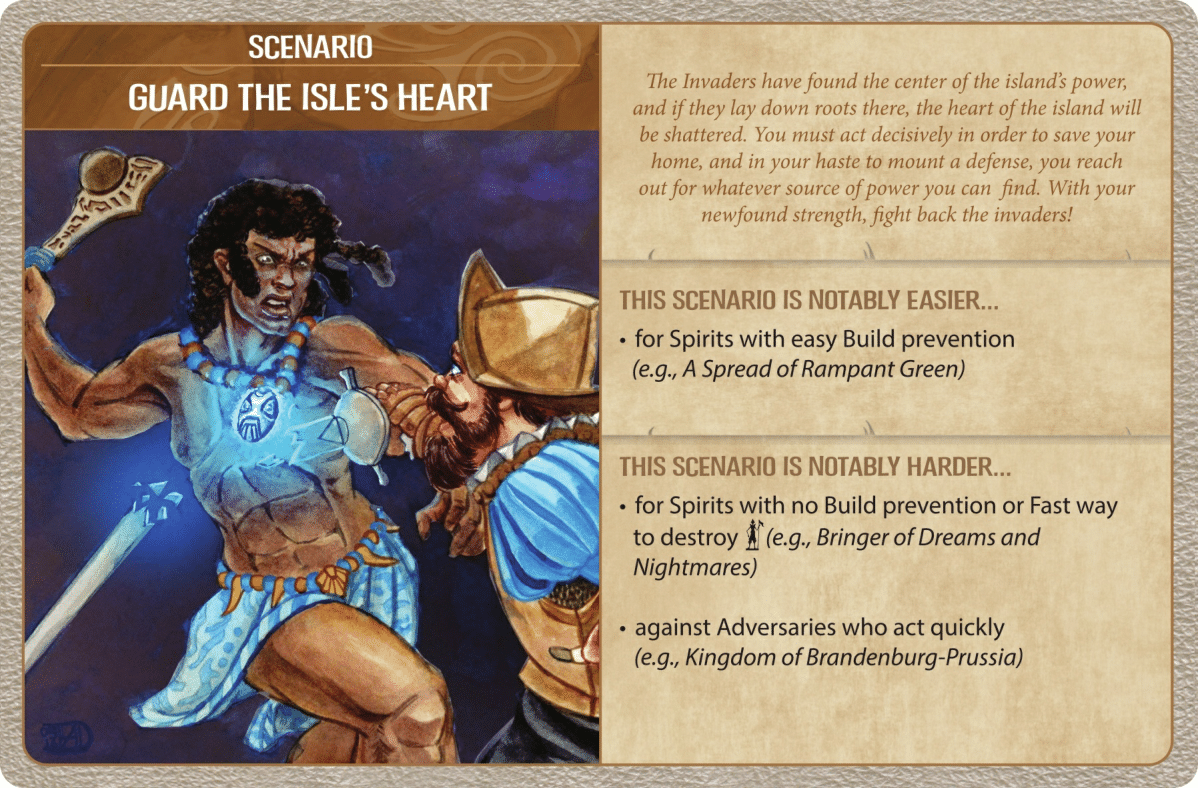 SCENARIO
GUARD THE ISLE'S HEART
The Invaders have found the center of the island's power,
and if they lay down roots there, the heart of the island will
be shattered. You must act decisively in order to save your
home, and in your haste to mount a defense, you reach
out for whatever source of power you can find. With your
newfound strength, fight back the invaders!
THIS SCENARIO IS NOTABLY EASIER...
• for Spirits with easy Build prevention
(e.g., A Spread of Rampant Green)
THIS SCENARIO IS NOTABLY HARDER...
• for Spirits with no Build prevention or Fast way
to destroy (e.g., Bringer of Dreams and
Nightmares)
• against Adversaries who act quickly
(e.g., Kingdom of Brandenburg-Prussia)